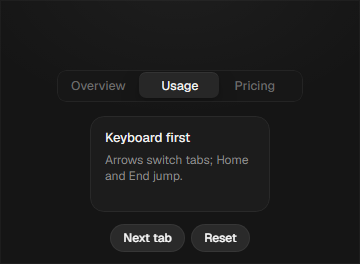 Overview Usage Pricing
Keyboard first
Arrows switch tabs; Home
and End jump.
Next tab Reset